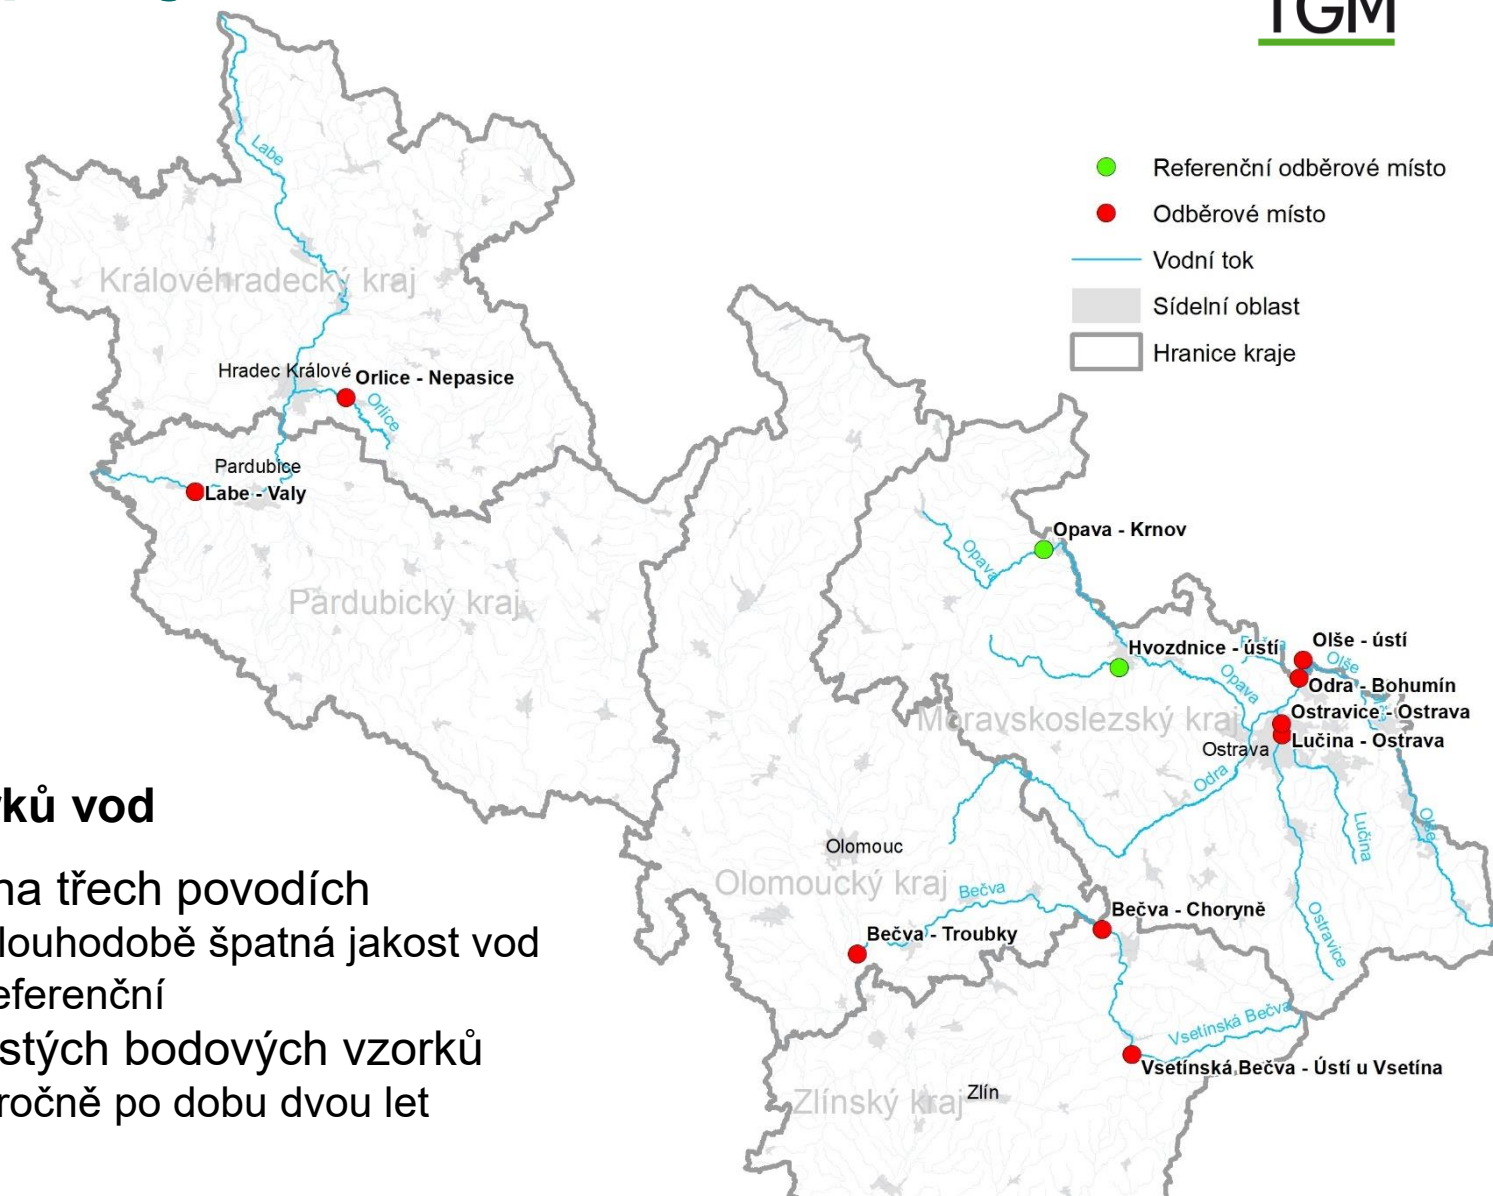 TGM
Labe
Referenční odběrové místo
Odběrové místo
Vodní tok
Sídelní oblast
Hranice kraje
Královéhradecký kraj
Hradec Králové
Orlice - Nepasice
Orlice
Pardubice
Labe - Valy
Pardubický kraj
Opava - Krnov
Opava
Hvozdnice - ústí
Olše - ústí
Olše
Odra - Bohumín
Opava
Moravskoslezský kraj
Ostravice - Ostrava
Lučina - Ostrava
Ostrava
Odra
Lučina
Olše
Ostravice
Olomouc
Olomoucký kraj
Bečva
Bečva - Choryně
Bečva - Troubky
Vsetínská Bečva
Vsetínská Bečva - Ústí u Vsetína
Zlín
Zlínský kraj
ků vod
na třech povodích
louhodobě špatná jakost vod
eferenční
stých bodových vzorků
ročně po dobu dvou let